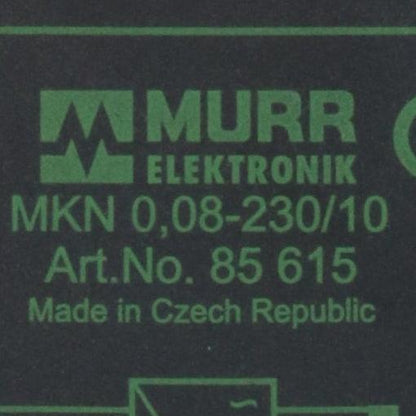 MURR
ELEKTRONIK
MKN 0,08-230/10
Art.No. 85 615
Made in Czech Republic
~